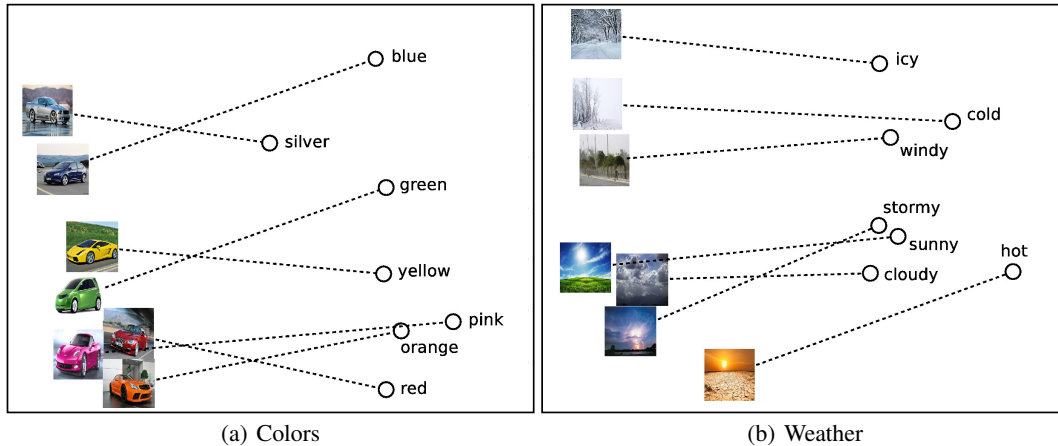 blue
silver
green
yellow
pink
orange
red
(a) Colors
icy
cold
windy
stormy
sunny
hot
cloudy
(b) Weather